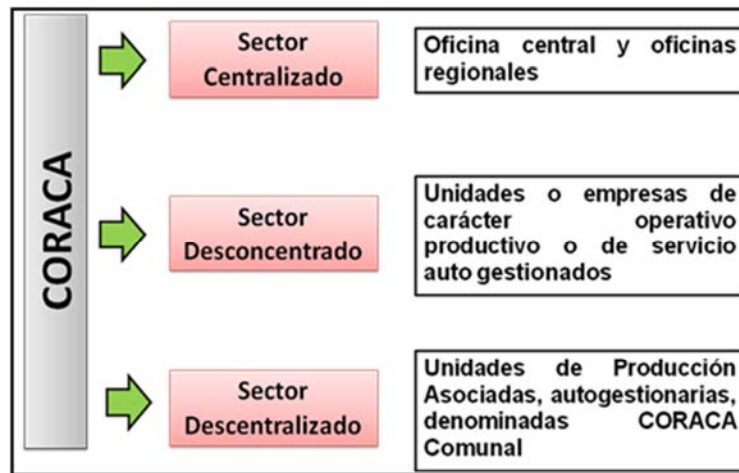 CORACA
Sector
Centralizado
Oficina central y oficinas
regionales
Sector
Desconcentrado
Unidades o empresas de
carácter operativo
productivo o de servicio
auto gestionados
Sector
Descentralizado
Unidades de Producción
Asociadas, autogestionarias,
denominadas CORACA
Comunal